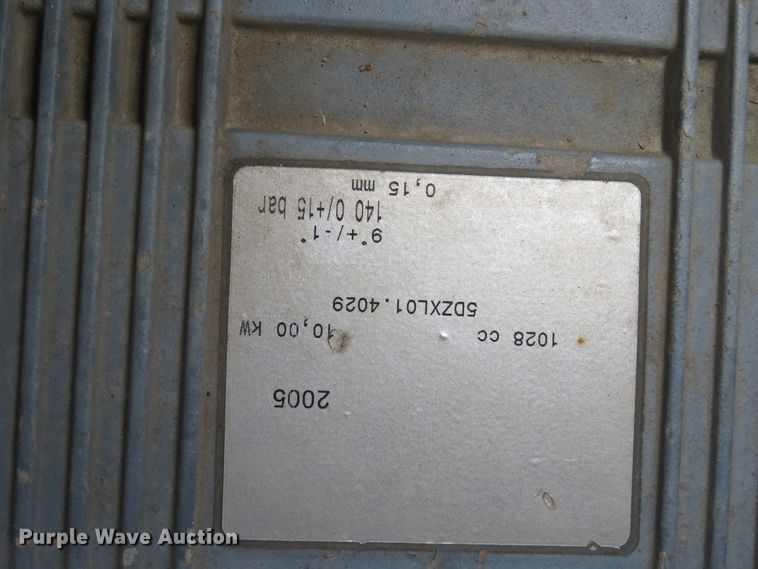 2005
1028 cc 10,00 kW
5DZXL01.4029
9°+/-1°
140 0/+15 bar
0,15 mm
Purple Wave Auction®